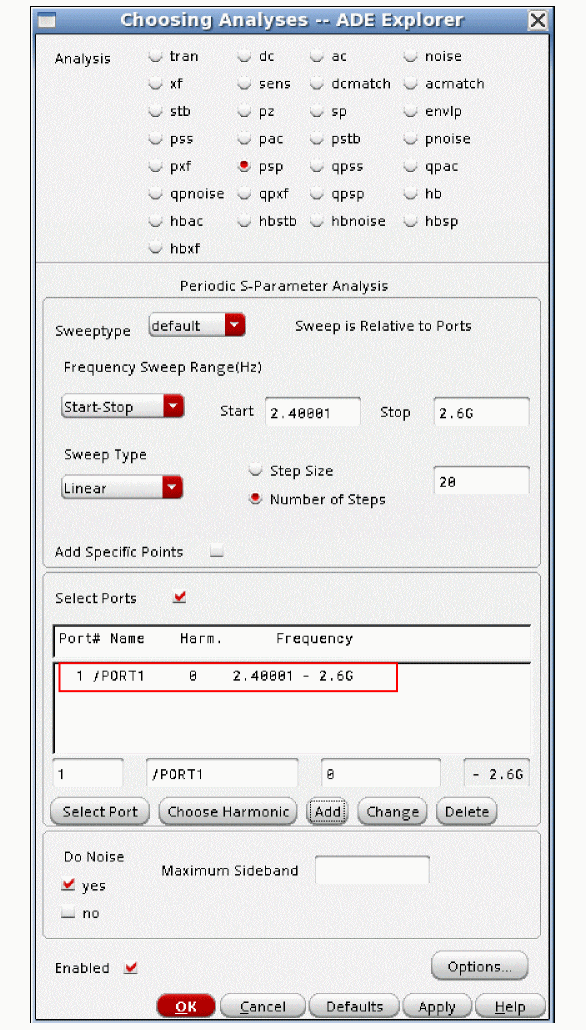 Choosing Analyses -- ADE Explorer
Analysis tran dc ac noise
xf sens dcmatch acmatch
stb pz sp envlp
pss pac pstb pnoise
pxf psp qpss qpac
qpnoise qpxf qpsp hb
hbac hbstb hbnoise hbsp
hbxf
Periodic S-Parameter Analysis
Sweeptype default Sweep is Relative to Ports
Frequency Sweep Range(Hz)
Start-Stop Start 2.40001 Stop 2.6G
Sweep Type
Linear
Step Size
Number of Steps
20
Add Specific Points
Select Ports
Port# Name Harm. Frequency
1 /PORT1 0 2.40001 - 2.6G
1 /PORT1 0 - 2.6G
Select Port Choose Harmonic Add Change Delete
Do Noise
yes
no
Maximum Sideband
Enabled Options...
OK Cancel Defaults Apply Help